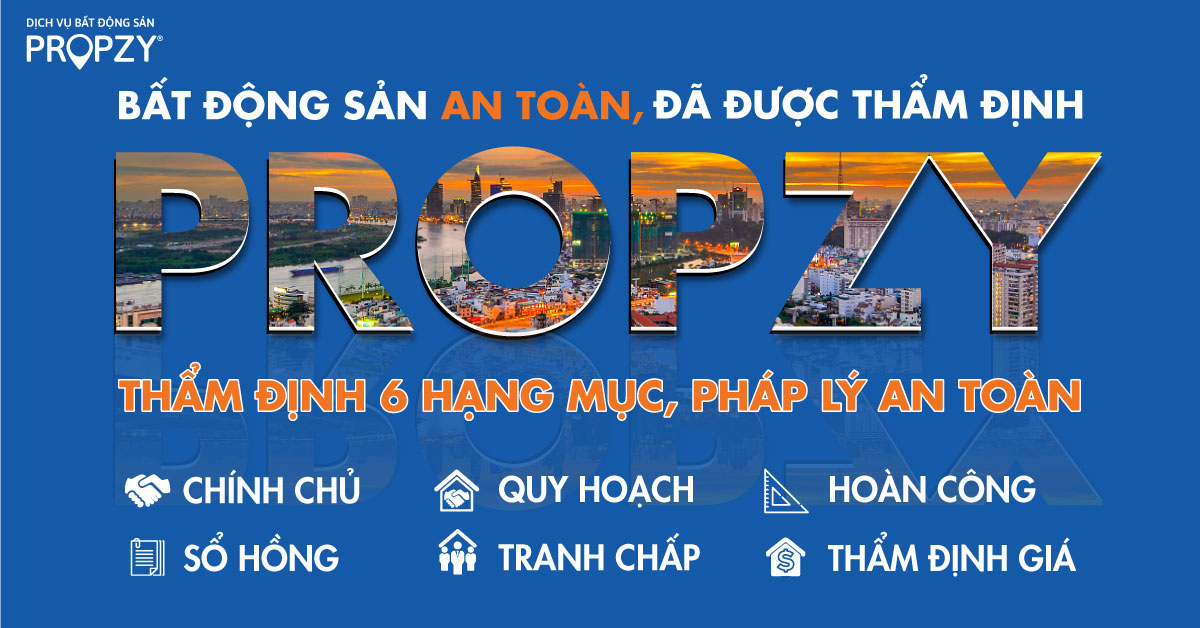 DỊCH VỤ BẤT ĐỘNG SẢN
PROPZY®
BẤT ĐỘNG SẢN AN TOÀN, ĐÃ ĐƯỢC THẨM ĐỊNH
PROPZY
THẨM ĐỊNH 6 HẠNG MỤC, PHÁP LÝ AN TOÀN
CHÍNH CHỦ
QUY HOẠCH
HOÀN CÔNG
SỔ HỒNG
TRANH CHẤP
THẨM ĐỊNH GIÁ